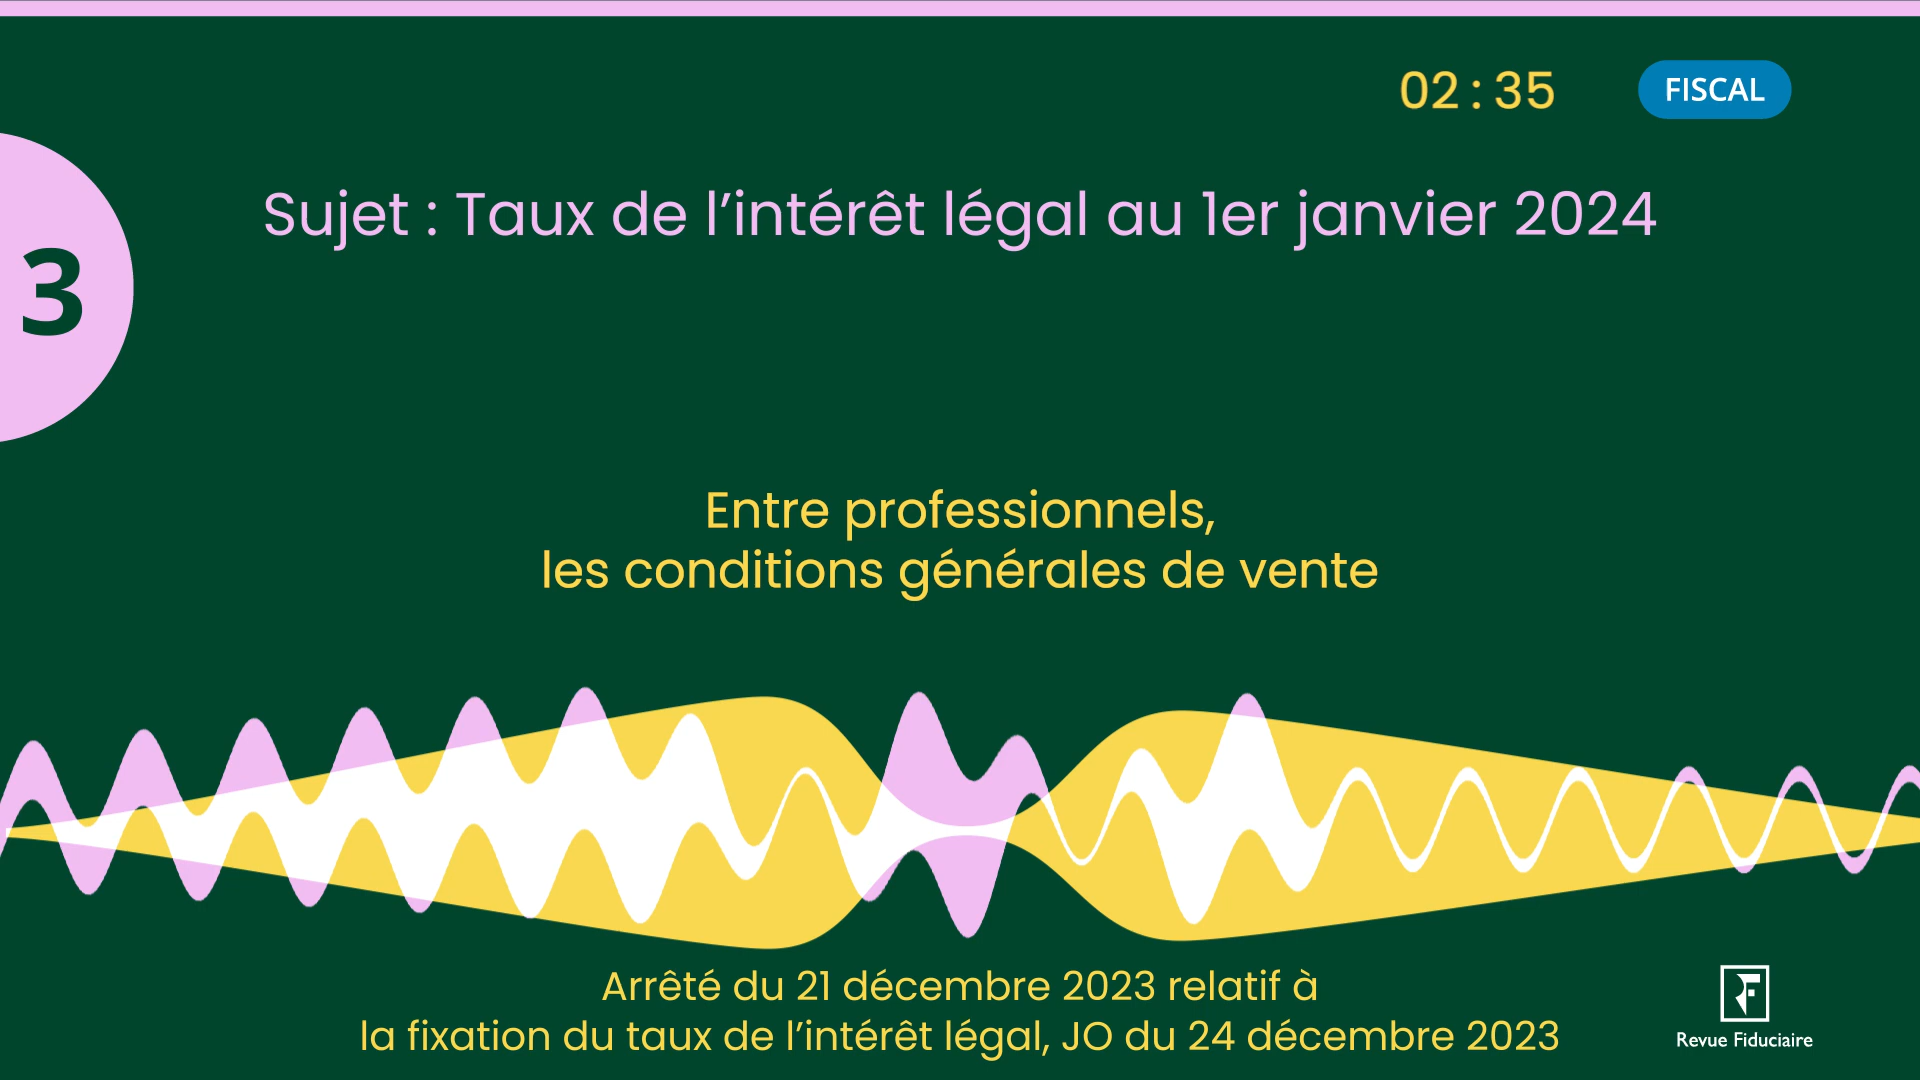 02 : 35
FISCAL
3
Sujet : Taux de l’intérêt légal au 1er janvier 2024
Entre professionnels,
les conditions générales de vente
Arrêté du 21 décembre 2023 relatif à
la fixation du taux de l’intérêt légal, JO du 24 décembre 2023
RF
Revue Fiduciaire